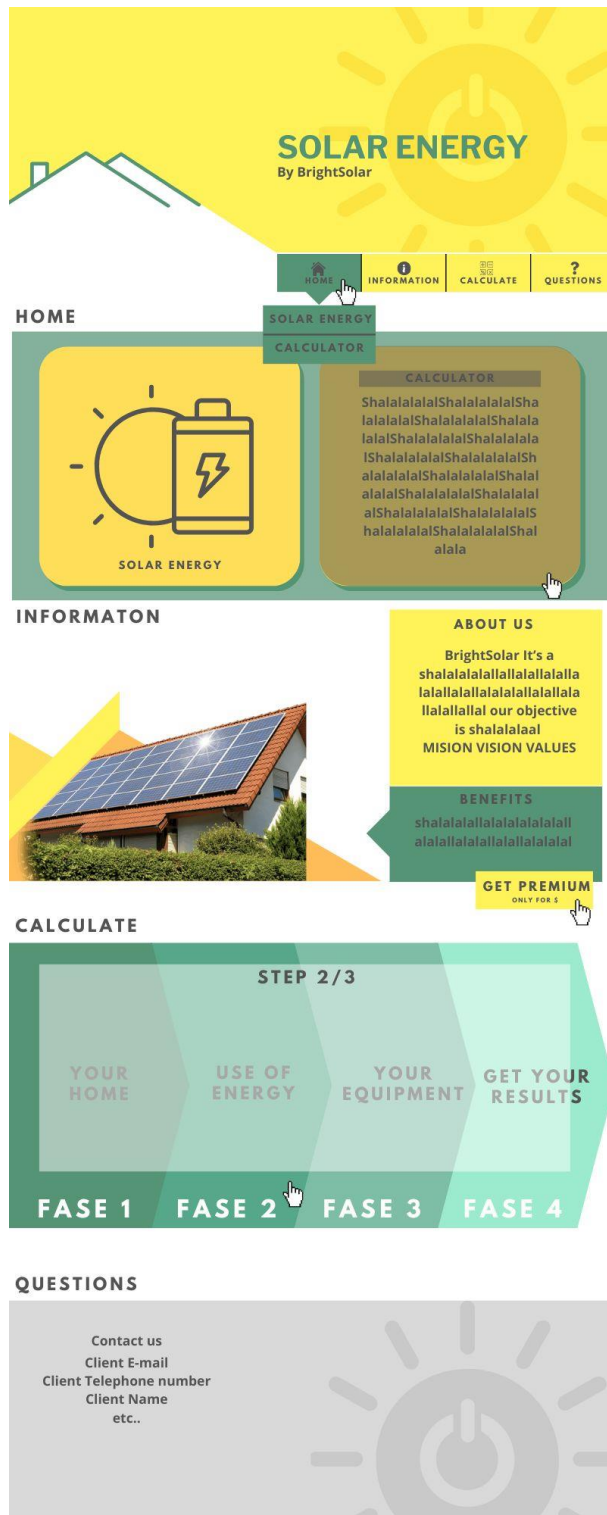 SOLAR ENERGY
By BrightSolar
HOME
INFORMATION
CALCULATE
QUESTIONS
HOME
SOLAR ENERGY
CALCULATOR
SOLAR ENERGY
CALCULATOR
ShalalalalalShalalalalalSha
lalalalalShalalalalalShalala
lalalShalalalalalShalalalala
lShalalalalalShalalalalalSh
alalalalalShalalalalalShalal
alalalShalalalalalShalalalal
alShalalalalalShalalalalalS
halalalalalShalalalalalShal
alala
INFORMATON
ABOUT US
BrightSolar It's a
shalalalalallallalallalalla
lalallalallalalalallalallala
llalallallal our objective
is shalalalaal
MISION VISION VALUES
BENEFITS
shalalalallalalalalalalall
alalallalalallalallalalalal
GET PREMIUM
ONLY FOR $
CALCULATE
STEP 2/3
YOUR
HOME
USE OF
ENERGY
YOUR
EQUIPMENT
GET YOUR
RESULTS
FASE 1
FASE 2
FASE 3
FASE 4
QUESTIONS
Contact us
Client E-mail
Client Telephone number
Client Name
etc..